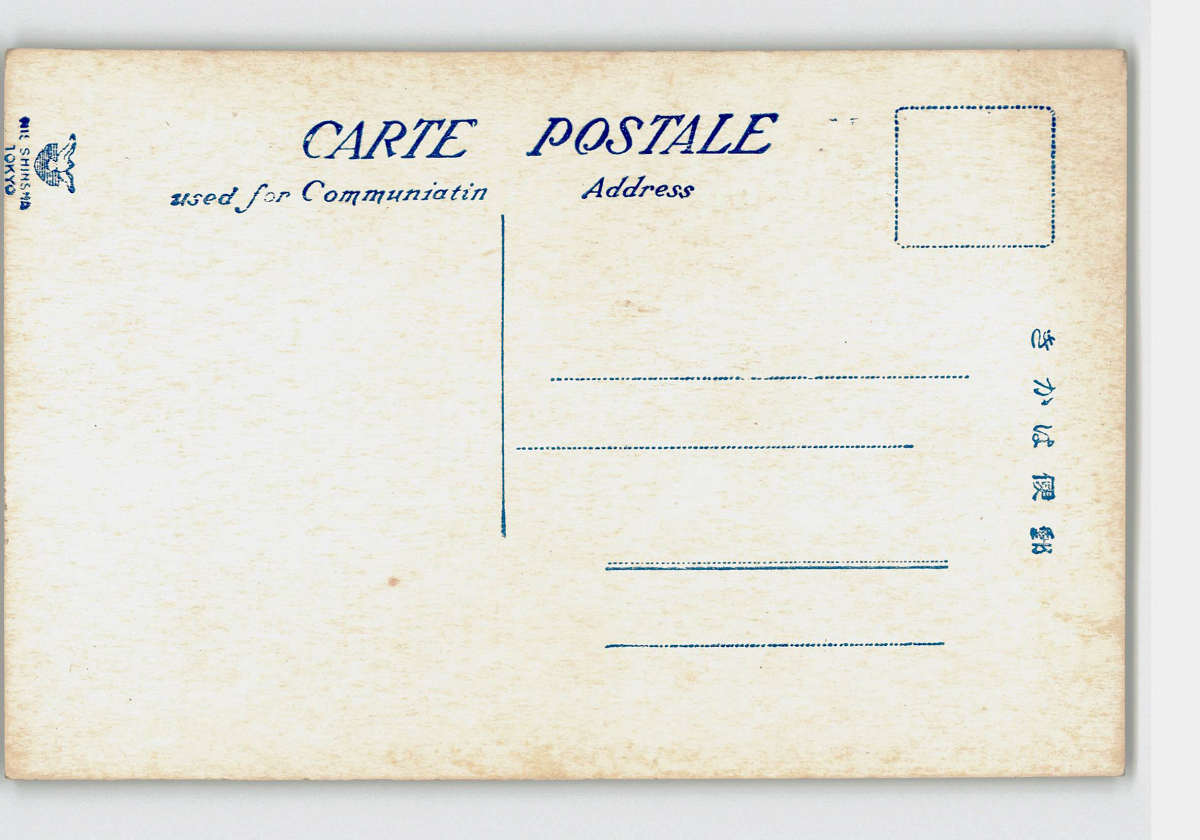 CARTE POSTALE
used for Communiatin
Address
きかは便郵
TOKYO